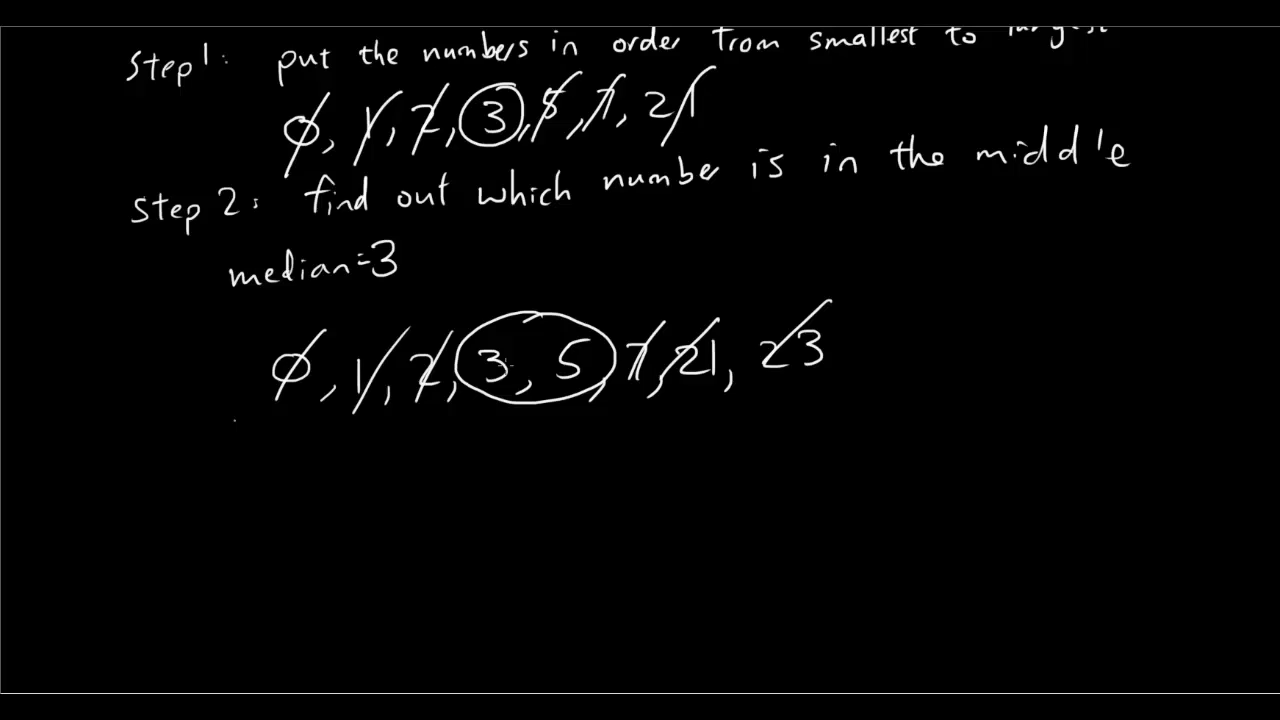 Step 1: put the numbers in order from smallest to largest
0, 1, 2, 3, 5, 7, 21
Step 2: find out which number is in the middle
median=3
0, 1, 2, 3, 5, 7, 21, 23